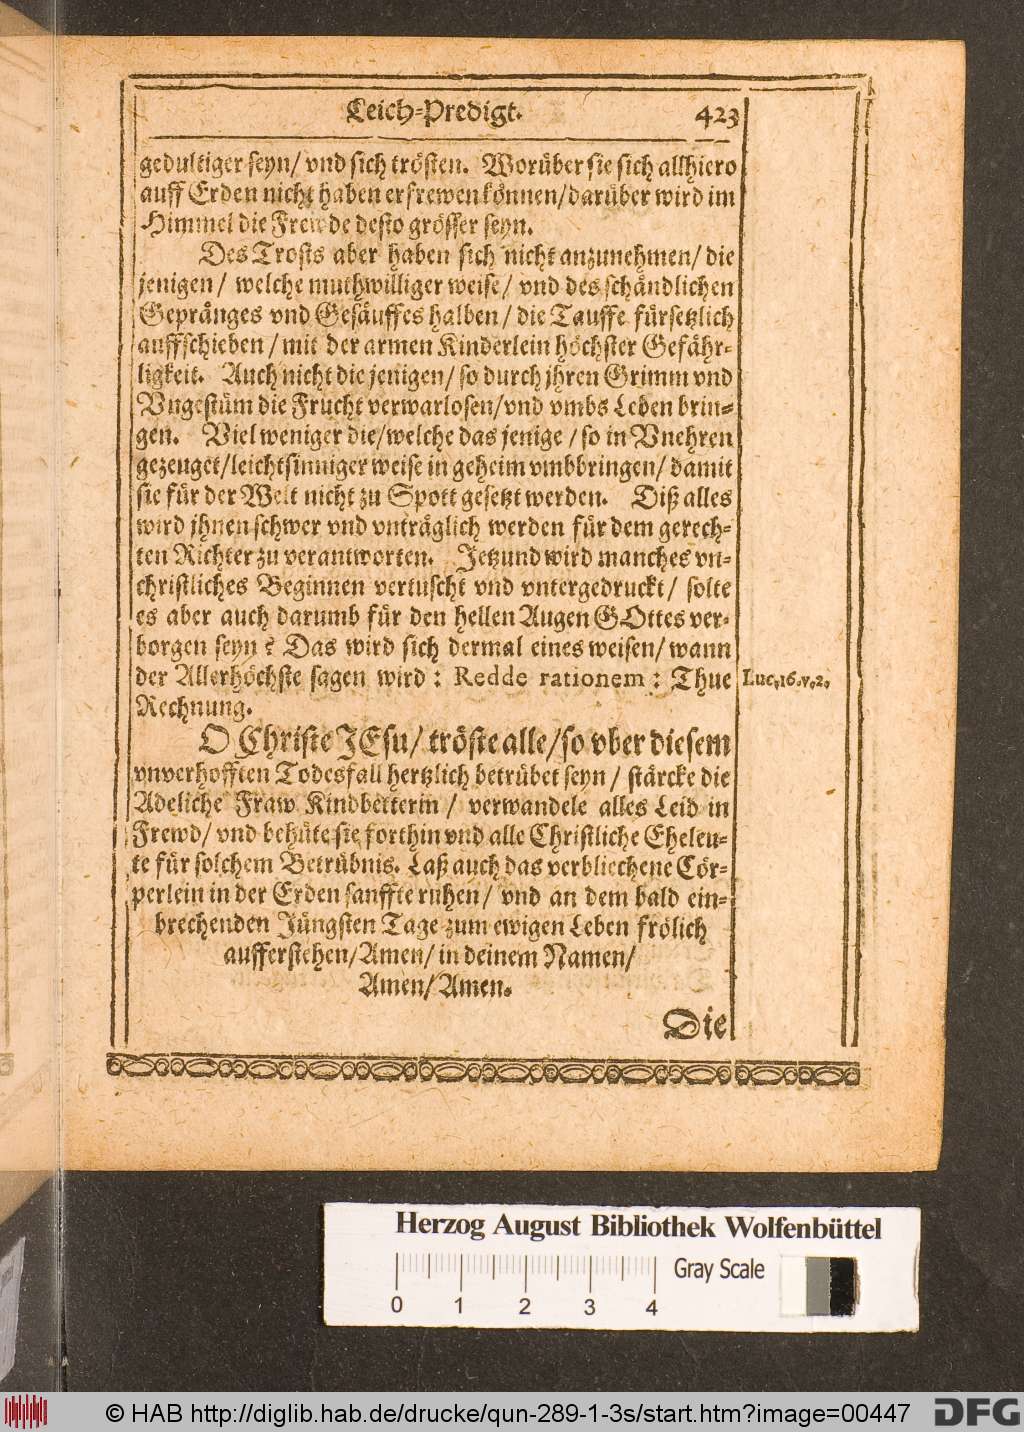 Leich-Predigt. 423
gedultiger seyn/ vnd sich trösten. Worüber sie sich allhiero
auff Erden nicht haben erfrewen können/darüber wird im
Himmel die Frewde desto grösser seyn.
Des Trosts aber haben sich nicht anzunehmen/ die
jenigen/ welche muthwilliger weise/ vnd des schändlichen
Gepränges vnd Gesäuffes halben/ die Tauffe fürsetzlich
auffschieben/ mit der armen Kinderlein höchster Gefähr-
ligkeit. Auch nicht die jenigen/ so durch jhren Grimm vnd
Vngestüm die Frucht verwarlosen/vnd vmbs Leben brin-
gen. Viel weniger die/welche das jenige/ so in Vnehren
gezeuget/leichtsinniger weise in geheim vmbbringen/ damit
sie für der Welt nicht zu Spott gesetzt werden. Diß alles
wird jhnen schwer vnd vnträglich werden für dem gerech-
ten Richter zu verantworten. Jetzund wird manches vn-
christliches Beginnen vertuscht vnd vntergedruckt/ solte
es aber auch darumb für den hellen Augen GOttes ver-
borgen seyn? Das wird sich dermal eines weisen/ wann
der Allerhöchste sagen wird: Redde rationem: Thue Luc,16.v,2,
Rechnung.
O Christe JEsu/ tröste alle/so vber diesem
vnverhofften Todesfall hertzlich betrübet seyn/ stärcke die
Adeliche Fraw Kindbetterin/ verwandele alles Leid in
Frewd/ vnd behüte sie forthin vnd alle Christliche Eheleu-
te für solchem Betrübnis. Laß auch das verbliechene Cör-
perlein in der Erden sanffte ruhen/ vnd an dem bald ein-
brechenden Jüngsten Tage zum ewigen Leben frölich
aufferstehen/Amen/ in deinem Namen/
Amen/ Amen.
Die
Herzog August Bibliothek Wolfenbüttel
Gray Scale
0 1 2 3 4
© HAB http://diglib.hab.de/drucke/qun-289-1-3s/start.htm?image=00447 DFG